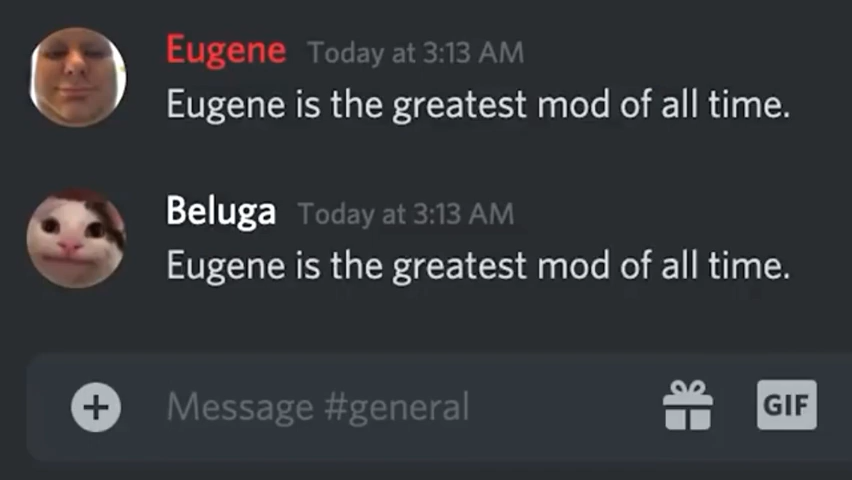 Eugene Today at 3:13 AM
Eugene is the greatest mod of all time.
Beluga Today at 3:13 AM
Eugene is the greatest mod of all time.
Message #general GIF